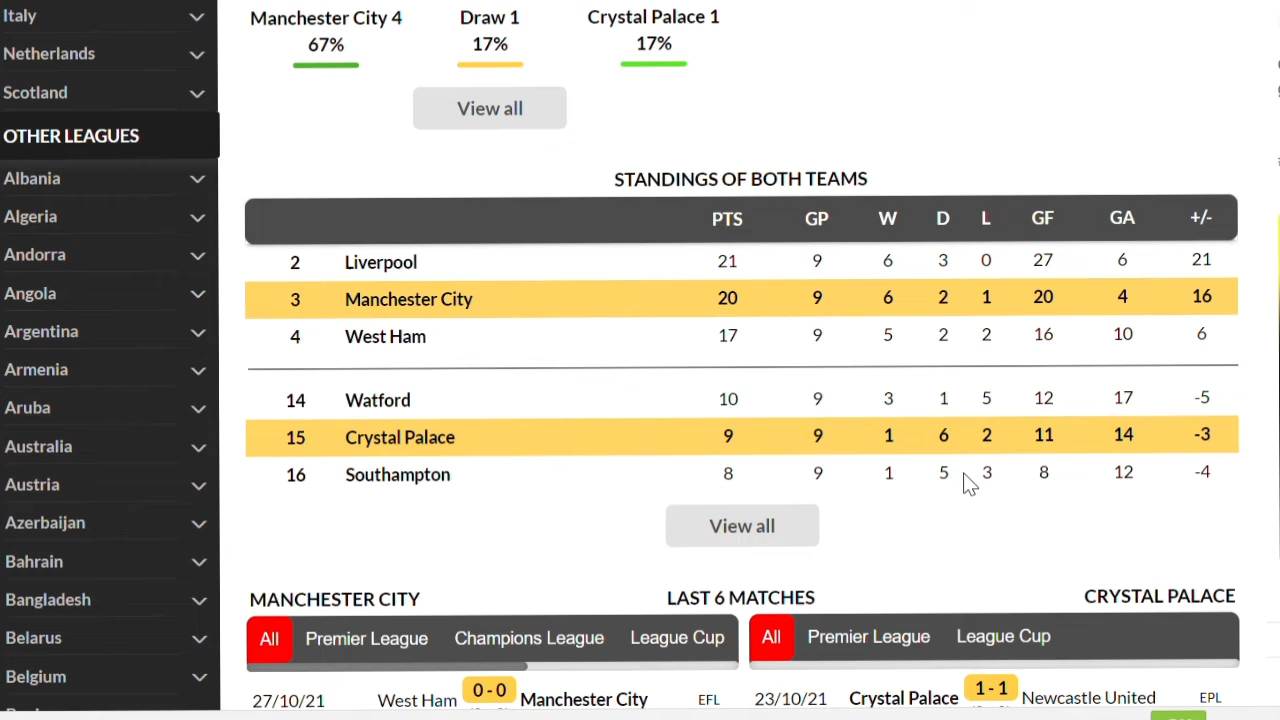 Italy
Netherlands
Scotland
OTHER LEAGUES
Albania
Algeria
Andorra
Angola
Argentina
Armenia
Aruba
Australia
Austria
Azerbaijan
Bahrain
Bangladesh
Belarus
Belgium
Manchester City 4 Draw 1 Crystal Palace 1
67% 17% 17%
View all
STANDINGS OF BOTH TEAMS
PTS GP W D L GF GA +/-
2 Liverpool 21 9 6 3 0 27 6 21
3 Manchester City 20 9 6 2 1 20 4 16
4 West Ham 17 9 5 2 2 16 10 6
14 Watford 10 9 3 1 5 12 17 -5
15 Crystal Palace 9 9 1 6 2 11 14 -3
16 Southampton 8 9 1 5 3 8 12 -4
View all
MANCHESTER CITY LAST 6 MATCHES CRYSTAL PALACE
All Premier League Champions League League Cup All Premier League League Cup
27/10/21 West Ham 0 - 0 Manchester City EFL 23/10/21 Crystal Palace 1 - 1 Newcastle United EPL